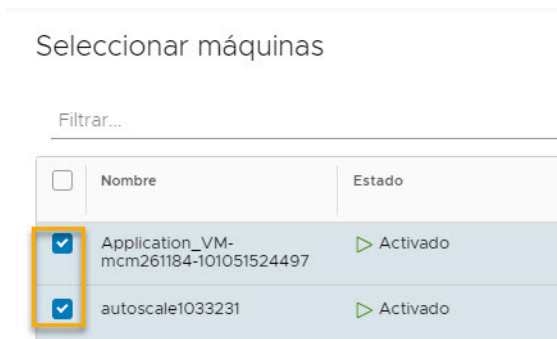 Seleccionar máquinas
Filtrar...
Nombre Estado
Application_VM-
mcm261184-101051524497
Activado
autoscale1033231 Activado